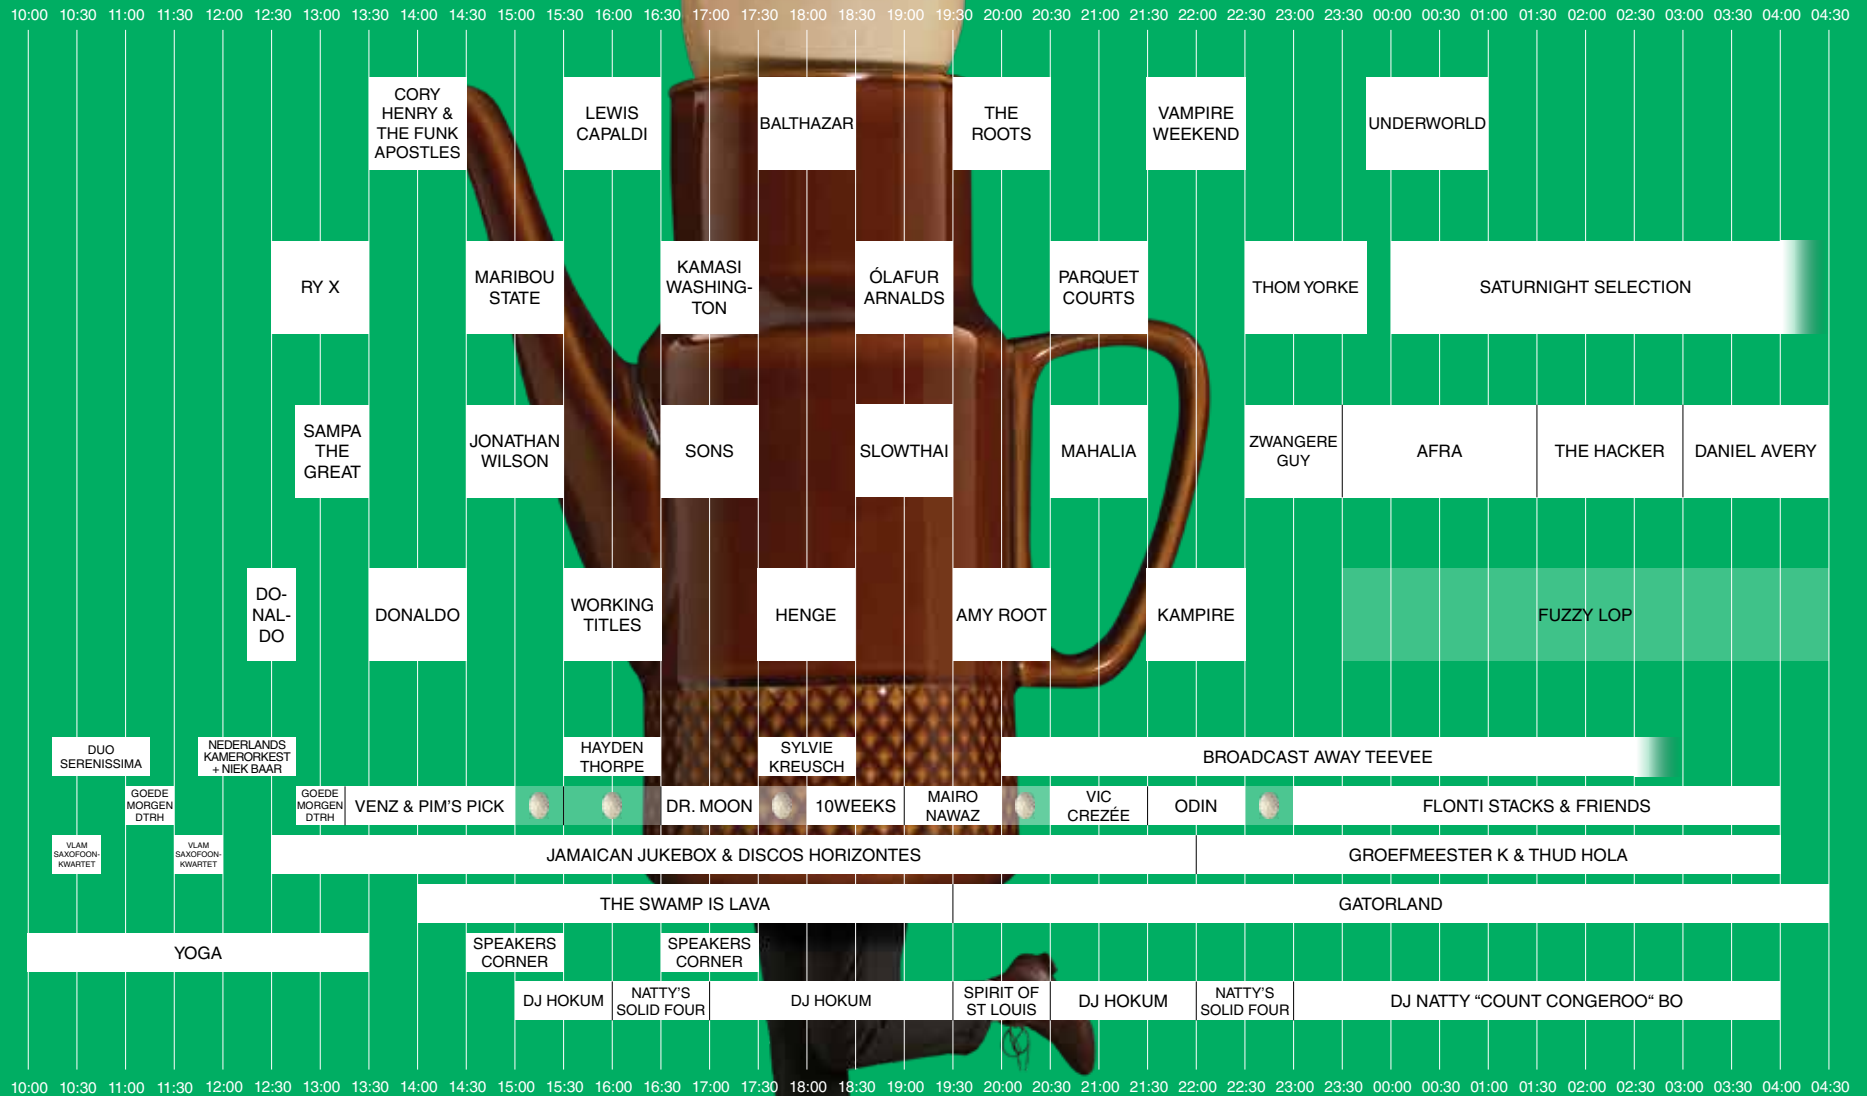 10:00 10:30 11:00 11:30 12:00 12:30 13:00 13:30 14:00 14:30 15:00 15:30 16:00 16:30 17:00 17:30 18:00 18:30 19:00 19:30 20:00 20:30 21:00 21:30 22:00 22:30 23:00 23:30 00:00 00:30 01:00 01:30 02:00 02:30 03:00 03:30 04:00 04:30
CORY
HENRY &
THE FUNK
APOSTLES
LEWIS
CAPALDI
BALTHAZAR
THE
ROOTS
VAMPIRE
WEEKEND
UNDERWORLD
RY X
MARIBOU
STATE
KAMASI
WASHING-
TON
ÓLAFUR
ARNALDS
PARQUET
COURTS
THOM YORKE
SATURNIGHT SELECTION
SAMPA
THE
GREAT
JONATHAN
WILSON
SONS
SLOWTHAI
MAHALIA
ZWANGERE
GUY
AFRA
THE HACKER
DANIEL AVERY
DO-
NAL-
DO
DONALDO
WORKING
TITLES
HENGE
AMY ROOT
KAMPIRE
FUZZY LOP
DUO
SERENISSIMA
NEDERLANDS
KAMERORKEST
+ NIEK BAAR
HAYDEN
THORPE
SYLVIE
KREUSCH
BROADCAST AWAY TEEVEE
GOEDE
MORGEN
DTRH
GOEDE
MORGEN
DTRH
VENZ & PIM'S PICK
DR. MOON
10WEEKS
MAIRO
NAWAZ
VIC
CREZÉE
ODIN
FLONTI STACKS & FRIENDS
VLAM
SAXOFOON-
KWARTET
VLAM
SAXOFOON-
KWARTET
JAMAICAN JUKEBOX & DISCOS HORIZONTES
GROEFMEESTER K & THUD HOLA
THE SWAMP IS LAVA
GATORLAND
YOGA
SPEAKERS
CORNER
SPEAKERS
CORNER
DJ HOKUM
NATTY'S
SOLID FOUR
DJ HOKUM
SPIRIT OF
ST LOUIS
DJ HOKUM
NATTY'S
SOLID FOUR
DJ NATTY “COUNT CONGEROO“ BO
10:00 10:30 11:00 11:30 12:00 12:30 13:00 13:30 14:00 14:30 15:00 15:30 16:00 16:30 17:00 17:30 18:00 18:30 19:00 19:30 20:00 20:30 21:00 21:30 22:00 22:30 23:00 23:30 00:00 00:30 01:00 01:30 02:00 02:30 03:00 03:30 04:00 04:30